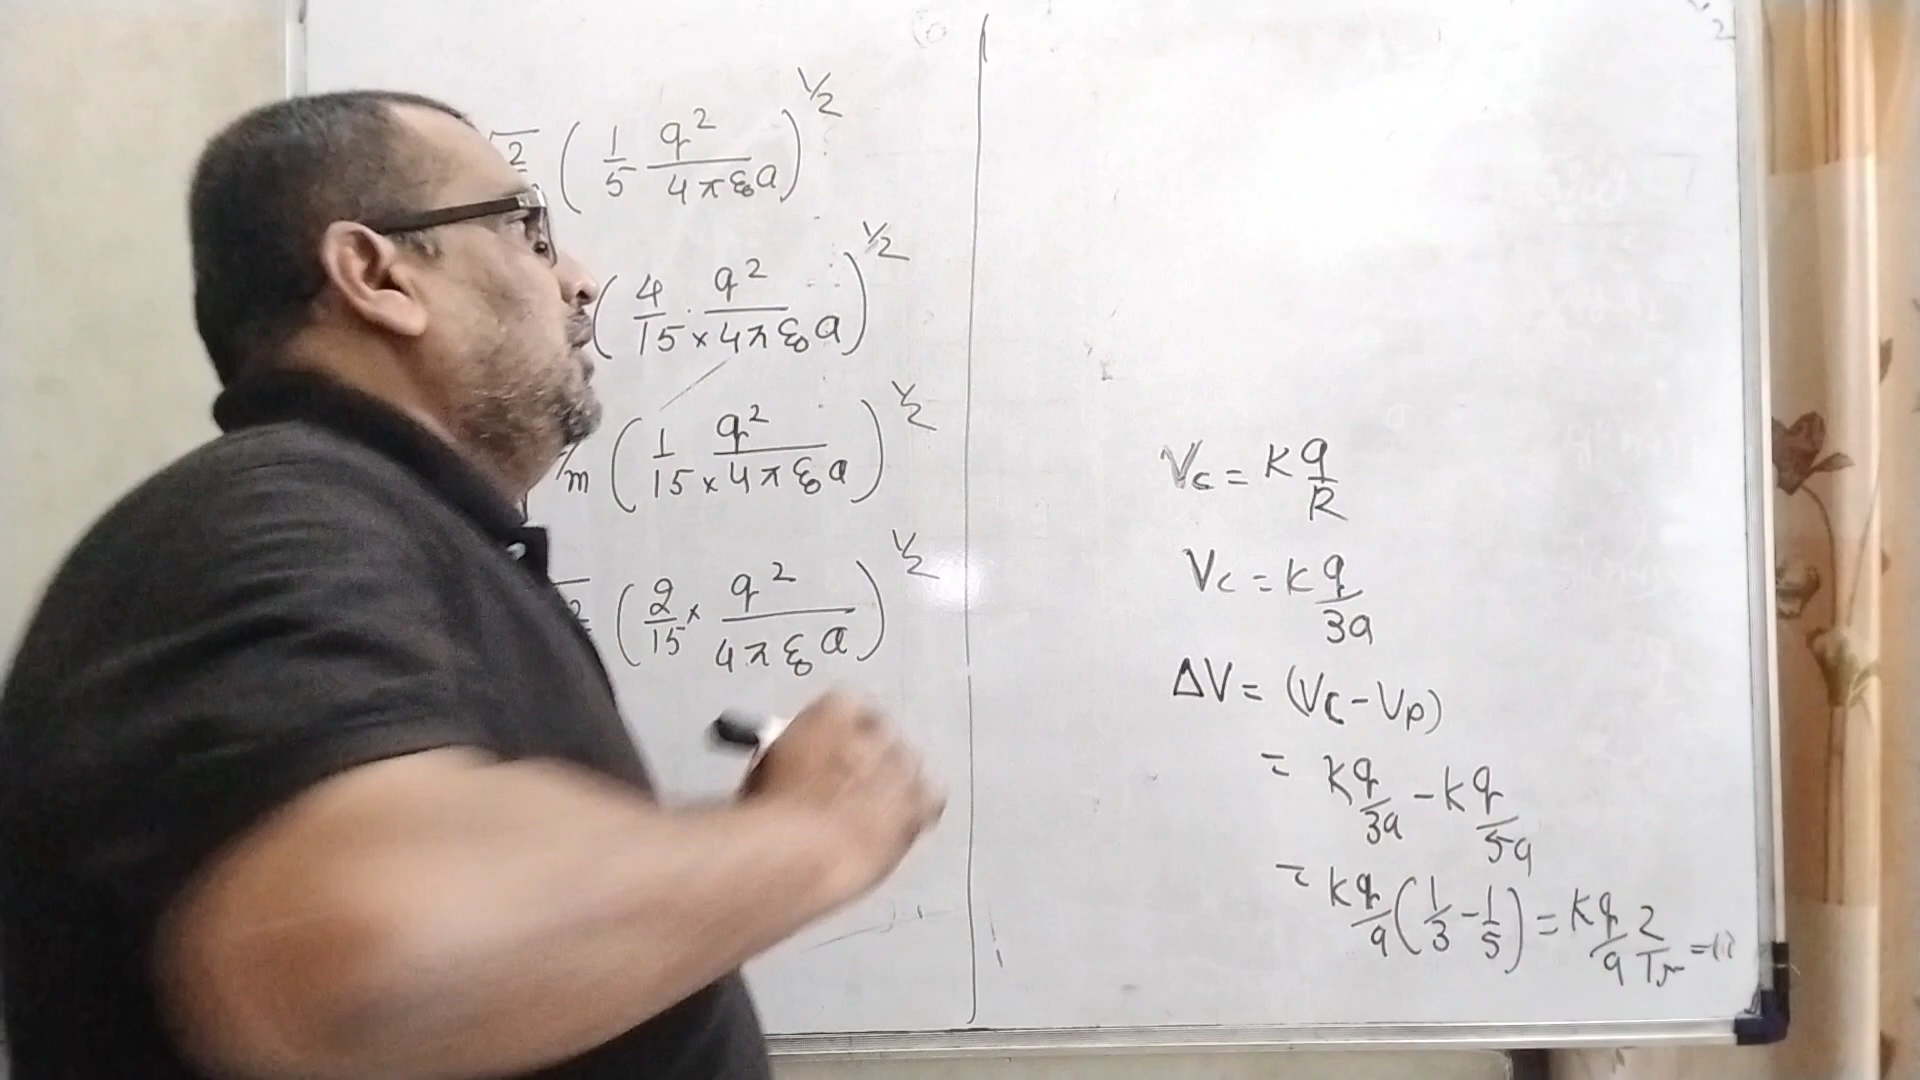 √2 (1/5 q²/4πε₀a)^1/2
(4/15 × q²/4πε₀a)^1/2
/m (1/15 × q²/4πε₀a)^1/2
2 (2/15 × q²/4πε₀a)^1/2
Vc = K q/R
Vc = K q/3a
ΔV = (Vc - Vp)
= Kq/3a - Kq/5a
= Kq/a (1/3 - 1/5) = Kq/a 2/15